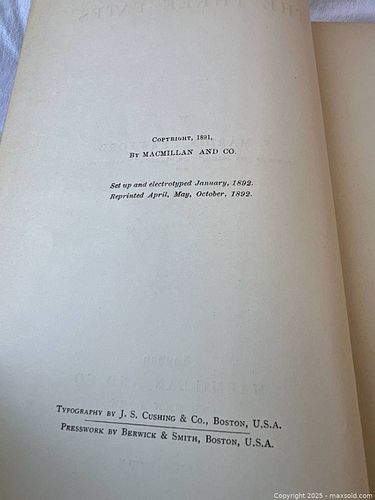 COPYRIGHT, 1891,
BY MACMILLAN AND CO.
Set up and electrotyped January, 1892.
Reprinted April, May, October, 1892.
TYPOGRAPHY BY J. S. CUSHING & CO., BOSTON, U.S.A.
PRESSWORK BY BERWICK & SMITH, BOSTON, U.S.A.
Copyright © 2025 - maxsold.com